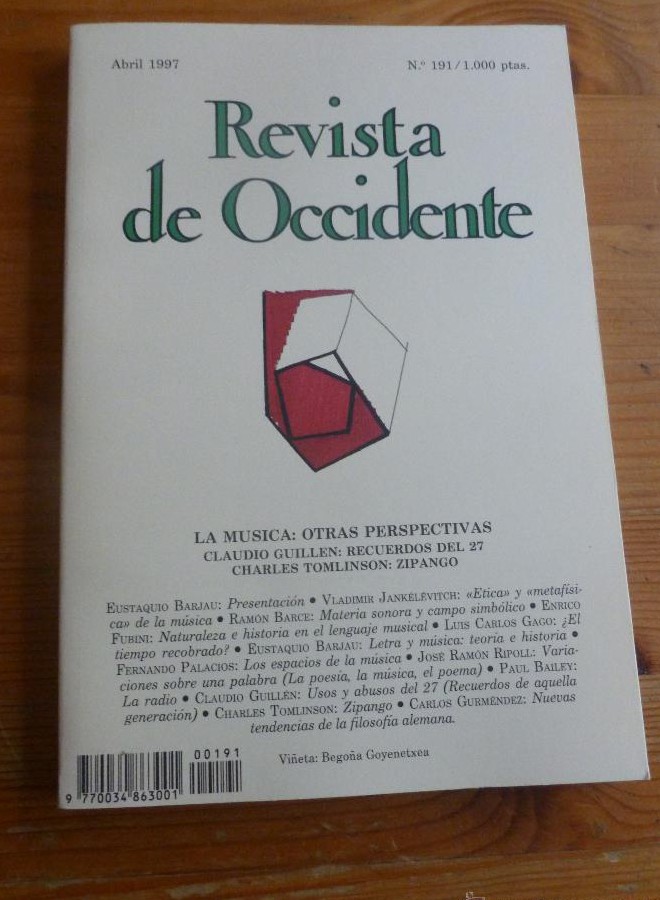 Abril 1997
N.º 191/1.000 ptas.
Revista
de Occidente
LA MUSICA: OTRAS PERSPECTIVAS
CLAUDIO GUILLEN: RECUERDOS DEL 27
CHARLES TOMLINSON: ZIPANGO
EUSTAQUIO BARJAU: Presentación • VLADIMIR JANKÉLÉVITCH: «Etica» y «metafísi-
ca» de la música • RAMÓN BARCE: Materia sonora y campo simbólico • ENRICO
FUBINI: Naturaleza e historia en el lenguaje musical • LUIS CARLOS GAGO: ¿El
tiempo recobrado? • EUSTAQUIO BARJAU: Letra y música: teoría e historia •
FERNANDO PALACIOS: Los espacios de la música • JOSÉ RAMÓN RIPOLL: Varia-
ciones sobre una palabra (La poesía, la música, el poema) • PAUL BAILEY:
La radio • CLAUDIO GUILLÉN: Usos y abusos del 27 (Recuerdos de aquella
generación) • CHARLES TOMLINSON: Zipango • CARLOS GURMÉNDEZ: Nuevas
tendencias de la filosofía alemana.
Viñeta: Begoña Goyenetxea
00191
9 770034 863001